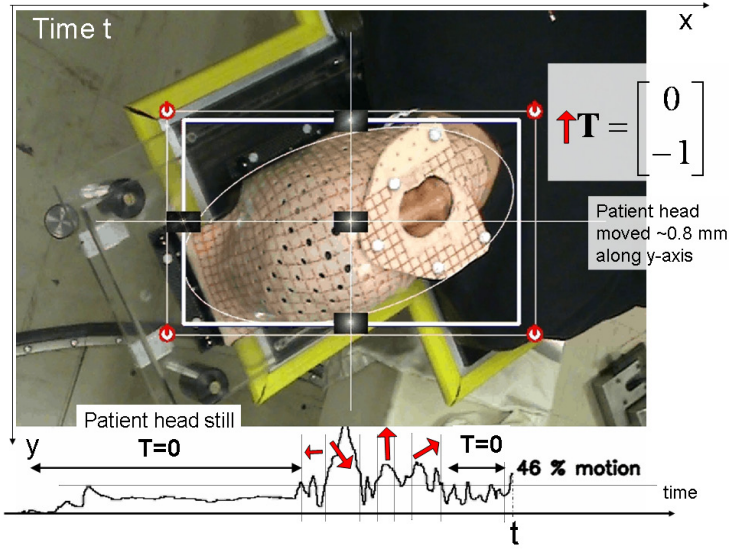 x
Time t
T = [0
-1]
Patient head
moved ~0.8 mm
along y-axis
Patient head still
y
T=0
T=0
46 % motion
time
t